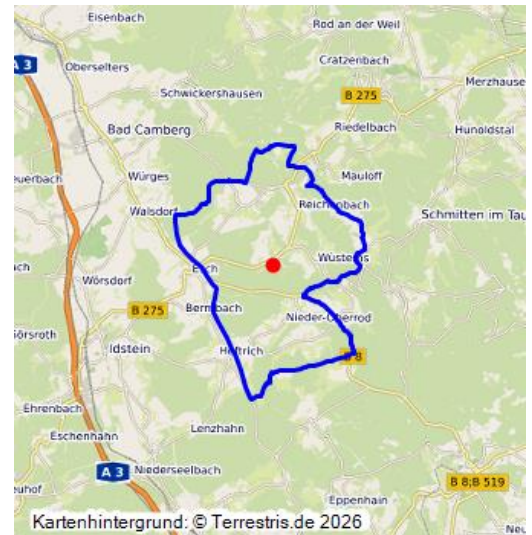 Eisenbach
Rod an der Weil
A 3
Oberselters
Cratzenbach
Merzhause
B 275
Schwickershausen
Riedelbach
Hunoldstal
Bad Camberg
uerbach
Würges
Mauloff
Reichenbach
Walsdorf
Schmitten im Tau
ch
Wüstems
Esch
Wörsdorf
B 275
Bermbach
Nieder-Oberrod
örsroth
Idstein
Heftrich
B 8
Ehrenbach
Lenzhahn
Eschenhahn
A 3
Niederseelbach
B 8;B 519
uhof
Eppenhain
Kartenhintergrund: © Terrestris.de 2026